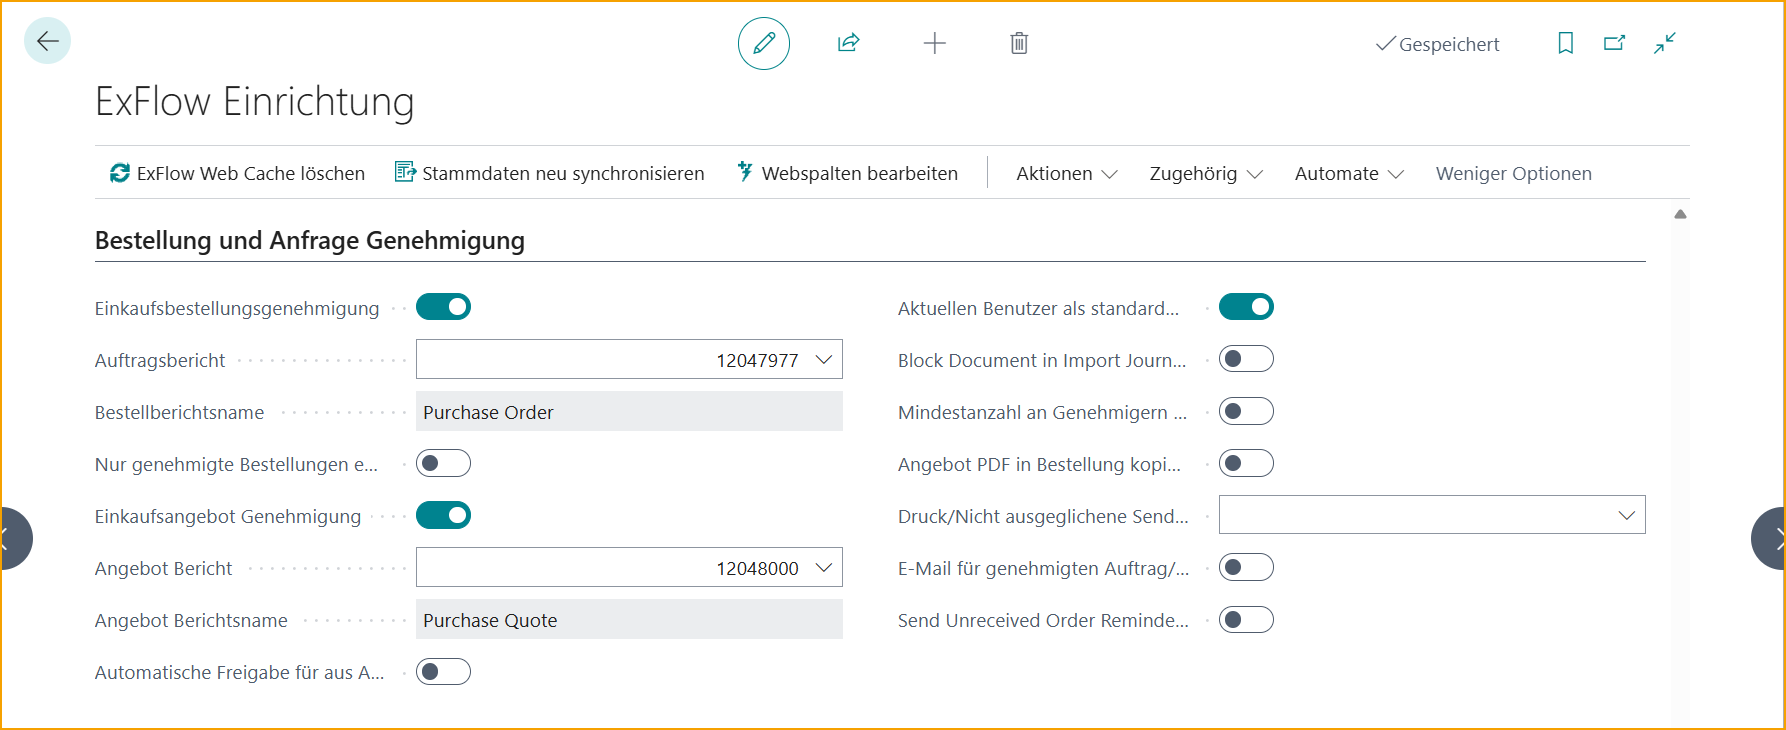 Gespeichert
ExFlow Einrichtung
ExFlow Web Cache löschen
Stammdaten neu synchronisieren
Webspalten bearbeiten
Aktionen
Zugehörig
Automate
Weniger Optionen
Bestellung und Anfrage Genehmigung
Einkaufsbestellungsgenehmigung
Auftragsbericht 12047977
Bestellberichtsname Purchase Order
Nur genehmigte Bestellungen e...
Einkaufsangebot Genehmigung
Angebot Bericht 12048000
Angebot Berichtsname Purchase Quote
Automatische Freigabe für aus A...
Aktuellen Benutzer als standard...
Block Document in Import Journ...
Mindestanzahl an Genehmigern ...
Angebot PDF in Bestellung kopi...
Druck/Nicht ausgeglichene Send...
E-Mail für genehmigten Auftrag/...
Send Unreceived Order Reminde...